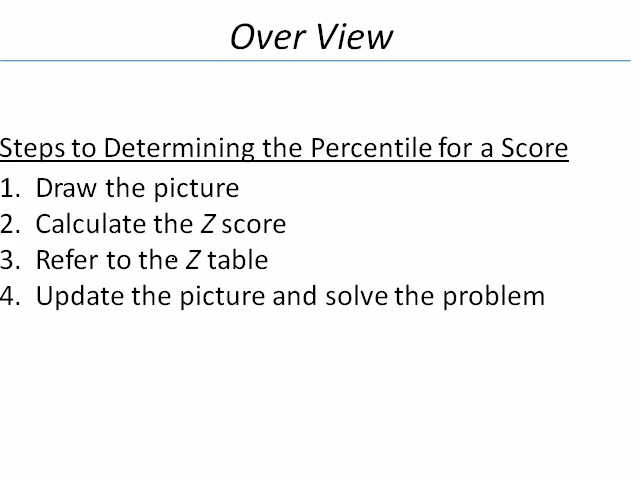 Over View
Steps to Determining the Percentile for a Score
1. Draw the picture
2. Calculate the Z score
3. Refer to the Z table
4. Update the picture and solve the problem